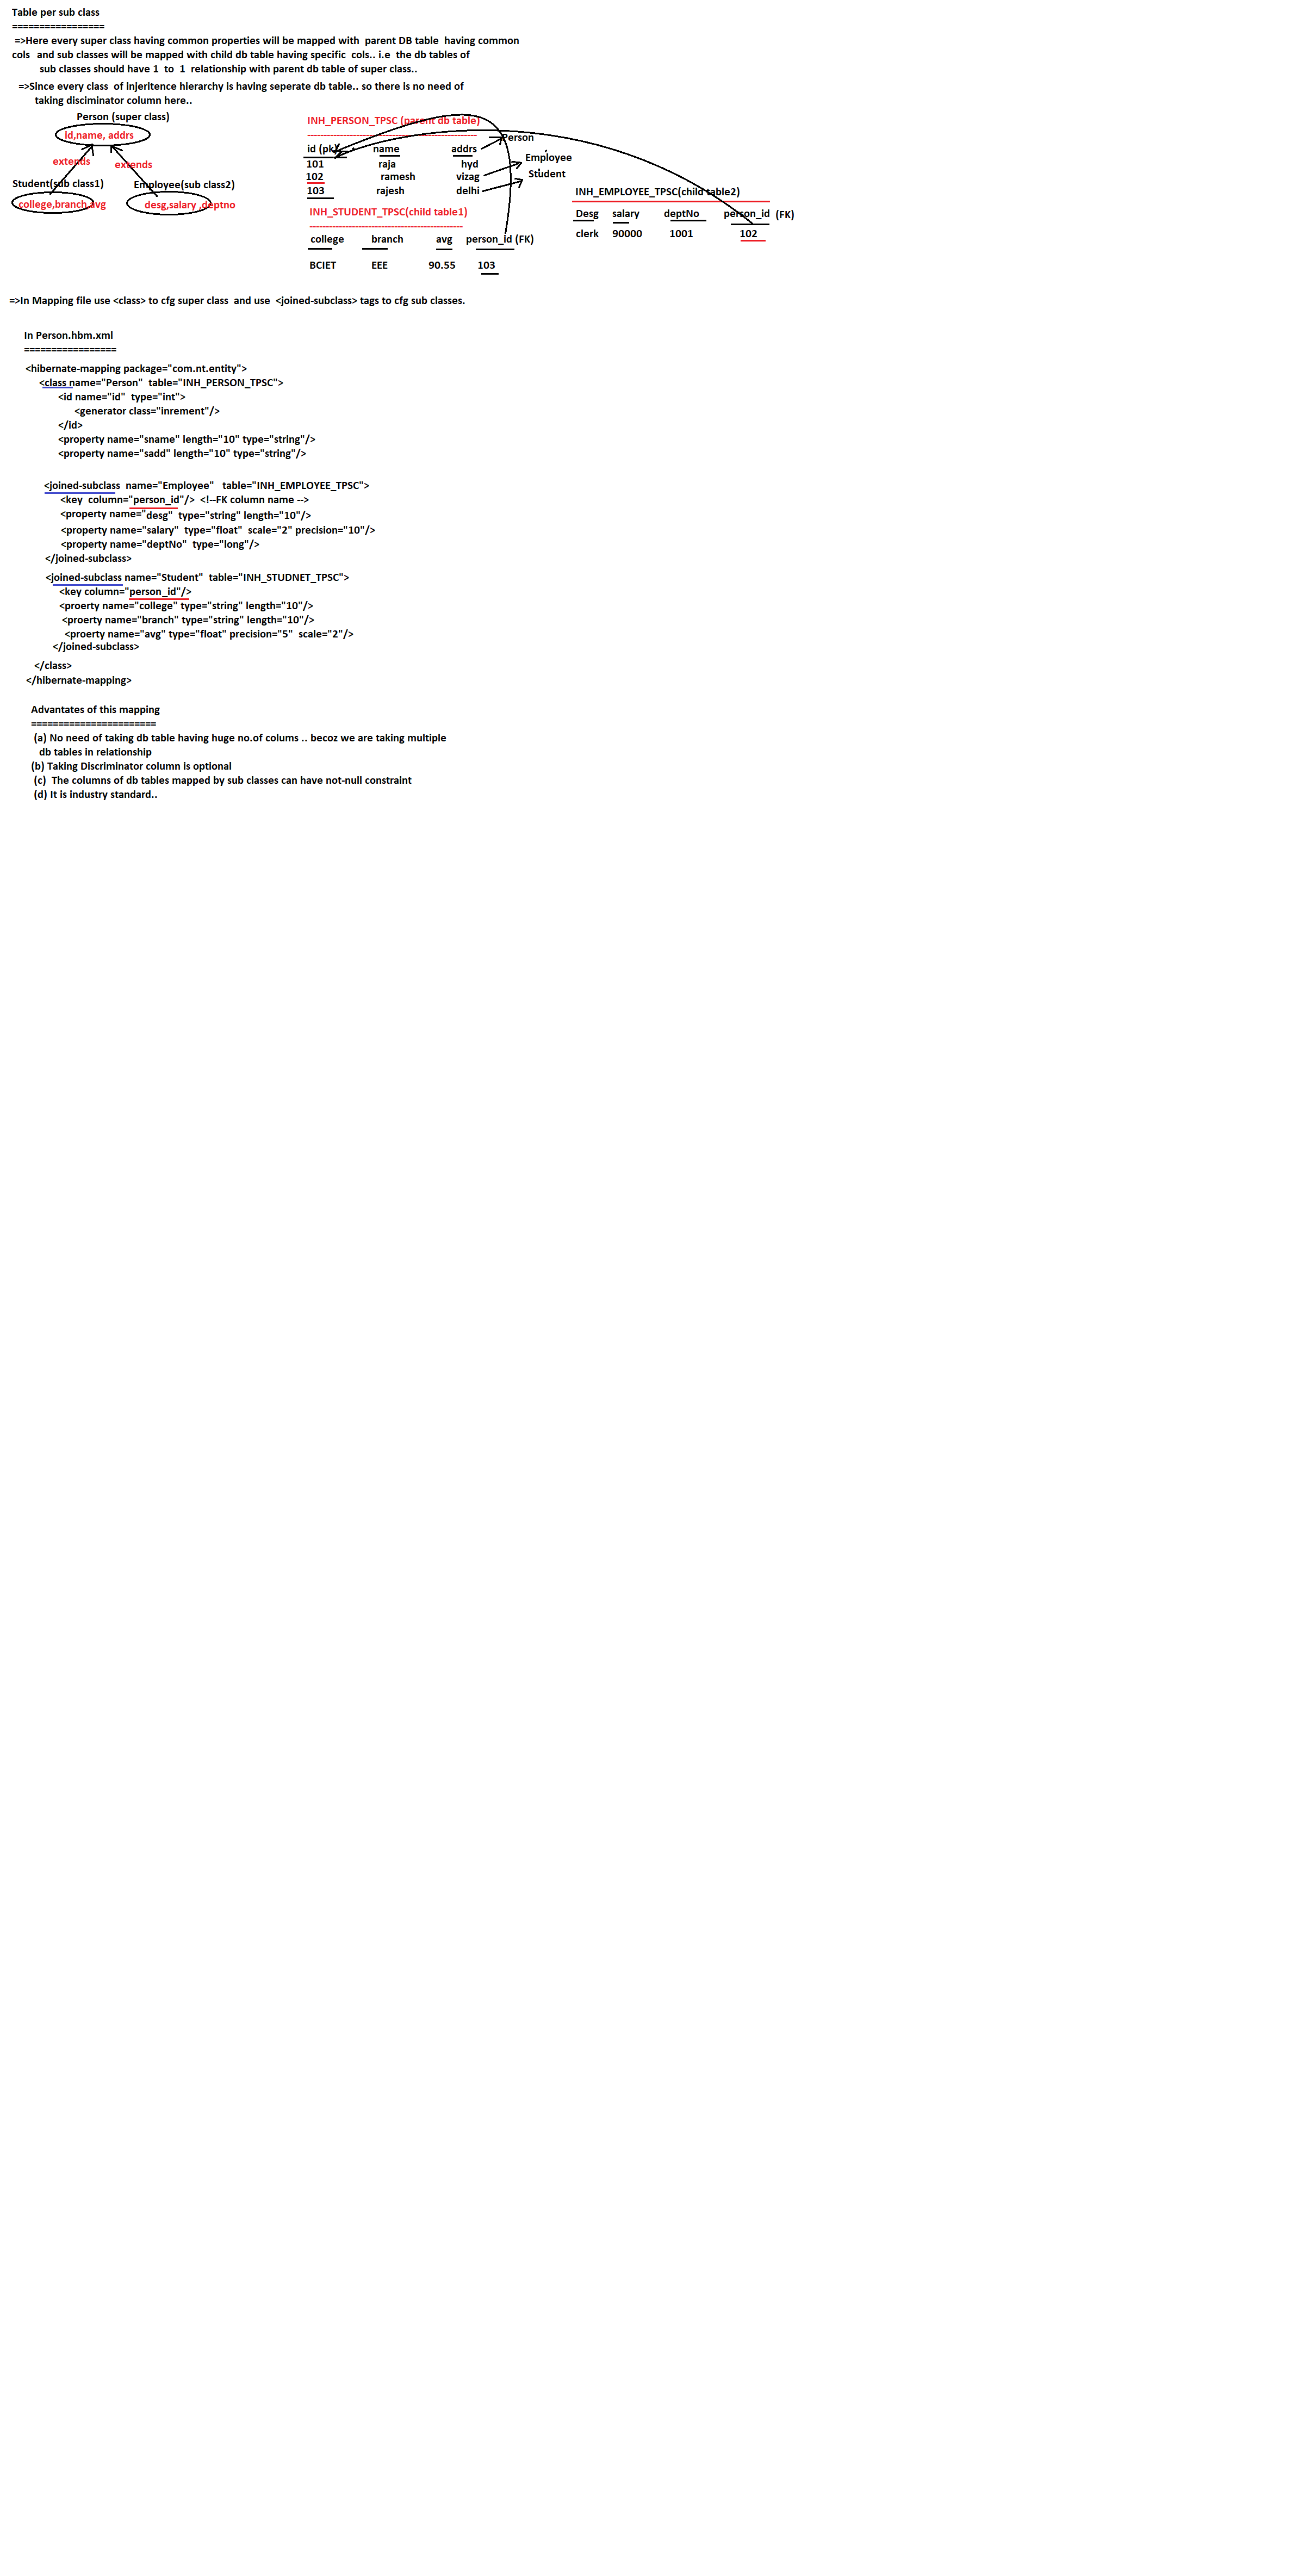 Table per sub class
=================
=>Here every super class having common properties will be mapped with  parent DB table  having common
cols  and sub classes will be mapped with child db table having specific  cols.. i.e  the db tables of
sub classes should have 1  to  1  relationship with parent db table of super class..
=>Since every class  of injeritence hierarchy is having seperate db table.. so there is no need of
taking disciminator column here..
Person (super class)
id,name, addrs
extends
extends
Student(sub class1)
Employee(sub class2)
college,branch,avg
desg,salary ,deptno
INH_PERSON_TPSC (parent db table)
----------------------------------------------------
id (pk)
name
addrs
101
raja
hyd
102
ramesh
vizag
103
rajesh
delhi
Person
Employee
Student
INH_STUDENT_TPSC(child table1)
-----------------------------------------------
college
branch
avg
person_id (FK)
BCIET
EEE
90.55
103
INH_EMPLOYEE_TPSC(child table2)
Desg
salary
deptNo
person_id  (FK)
clerk
90000
1001
102
=>In Mapping file use <class> to cfg super class  and use  <joined-subclass> tags to cfg sub classes.
In Person.hbm.xml
=================
<hibernate-mapping package="com.nt.entity">
<class name="Person"  table="INH_PERSON_TPSC">
<id name="id"  type="int">
<generator class="inrement"/>
</id>
<property name="sname" length="10" type="string"/>
<property name="sadd" length="10" type="string"/>
<joined-subclass  name="Employee"   table="INH_EMPLOYEE_TPSC">
<key  column="person_id"/>  <!--FK column name -->
<property name="desg"  type="string" length="10"/>
<property name="salary"  type="float"  scale="2" precision="10"/>
<property name="deptNo"  type="long"/>
</joined-subclass>
<joined-subclass name="Student"  table="INH_STUDNET_TPSC">
<key column="person_id"/>
<proerty name="college" type="string" length="10"/>
<proerty name="branch" type="string" length="10"/>
<proerty name="avg" type="float" precision="5"  scale="2"/>
</joined-subclass>
</class>
</hibernate-mapping>
Advantates of this mapping
=======================
(a) No need of taking db table having huge no.of colums .. becoz we are taking multiple
db tables in relationship
(b) Taking Discriminator column is optional
(c)  The columns of db tables mapped by sub classes can have not-null constraint
(d) It is industry standard..